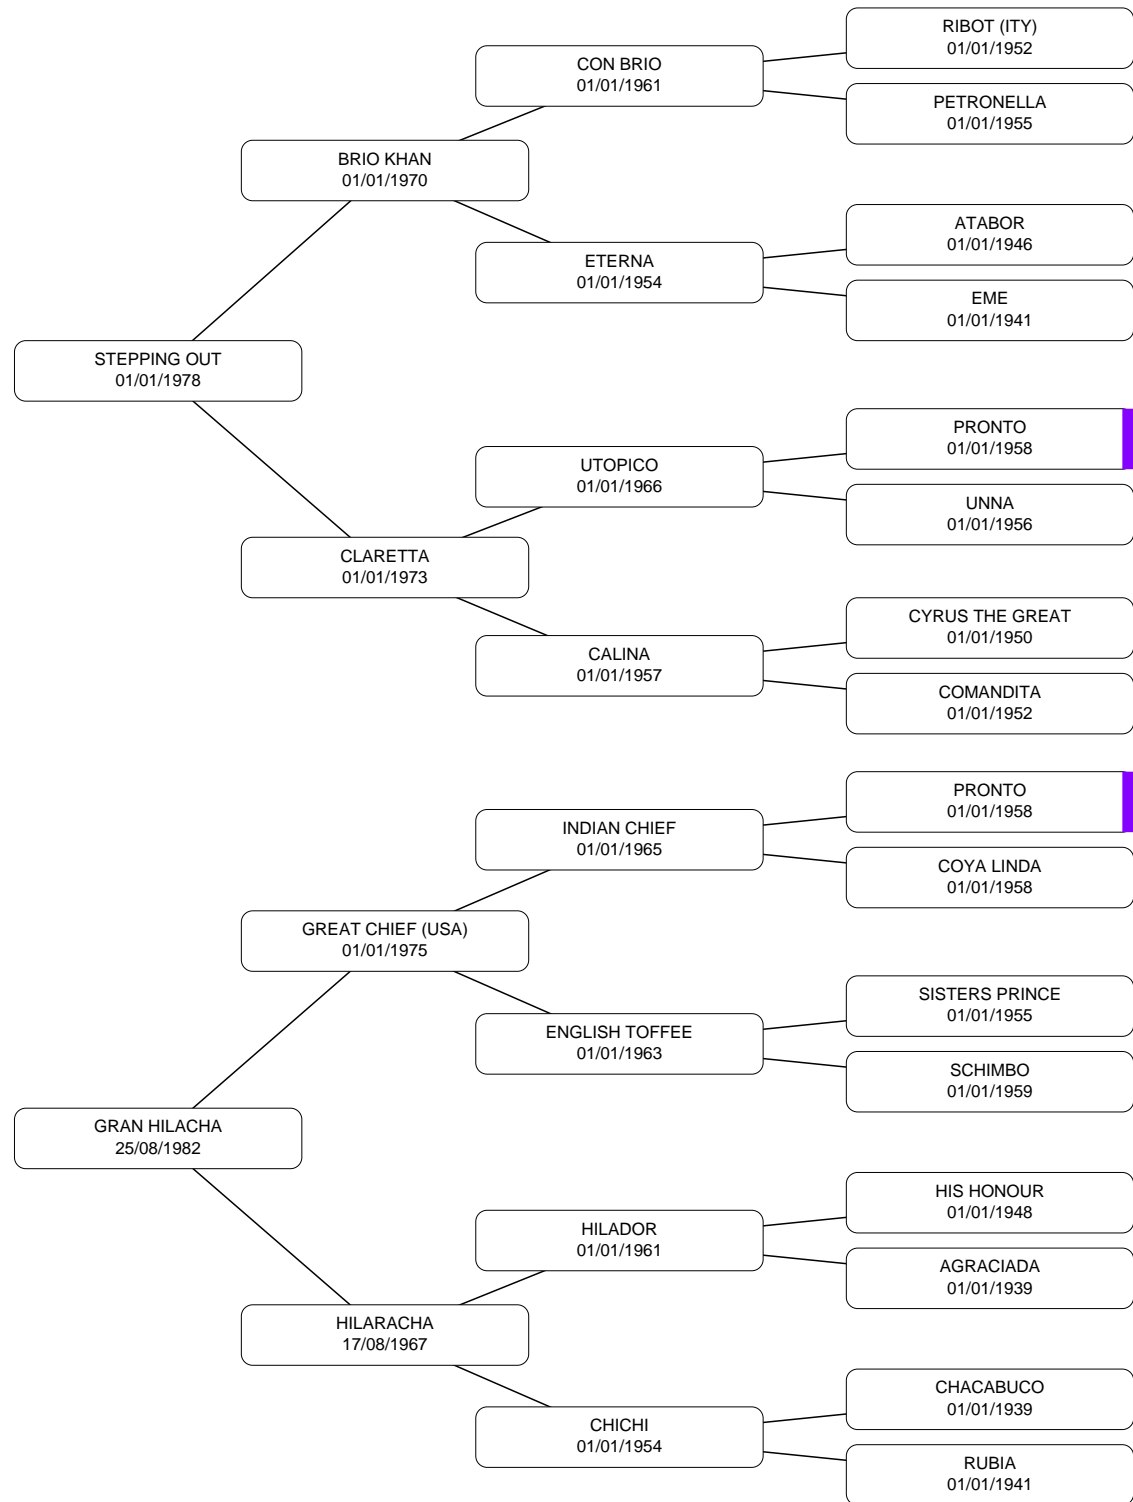 RIBOT (ITY)
01/01/1952
CON BRIO
01/01/1961
PETRONELLA
01/01/1955
BRIO KHAN
01/01/1970
ATABOR
01/01/1946
ETERNA
01/01/1954
EME
01/01/1941
STEPPING OUT
01/01/1978
PRONTO
01/01/1958
UTOPICO
01/01/1966
UNNA
01/01/1956
CLARETTA
01/01/1973
CYRUS THE GREAT
01/01/1950
CALINA
01/01/1957
COMANDITA
01/01/1952
PRONTO
01/01/1958
INDIAN CHIEF
01/01/1965
COYA LINDA
01/01/1958
GREAT CHIEF (USA)
01/01/1975
SISTERS PRINCE
01/01/1955
ENGLISH TOFFEE
01/01/1963
SCHIMBO
01/01/1959
GRAN HILACHA
25/08/1982
HIS HONOUR
01/01/1948
HILADOR
01/01/1961
AGRACIADA
01/01/1939
HILARACHA
17/08/1967
CHACABUCO
01/01/1939
CHICHI
01/01/1954
RUBIA
01/01/1941